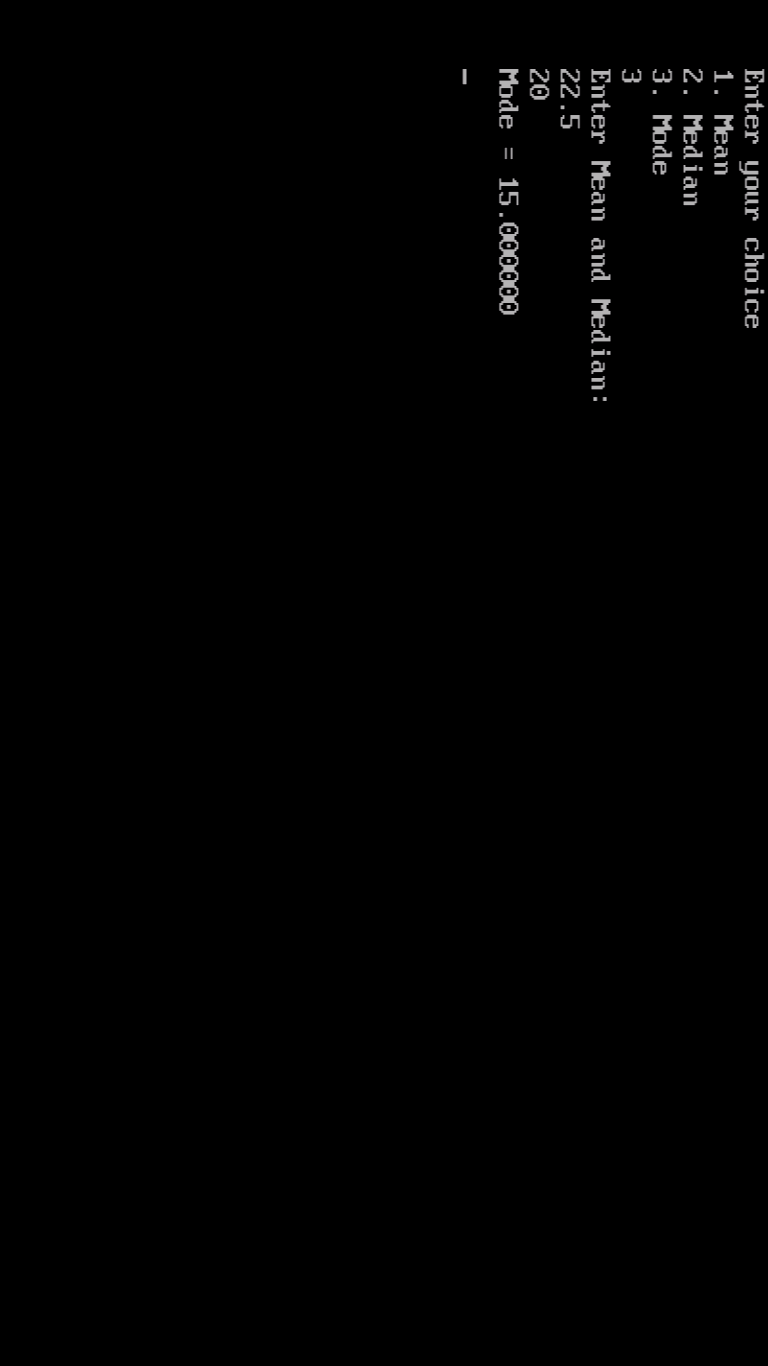 Enter your choice
1. Mean
2. Median
3. Mode
3
Enter Mean and Median:
22.5
20
Mode = 15.000000